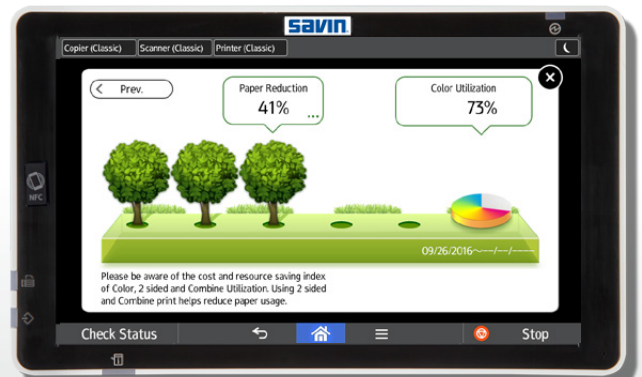 savin
Copier (Classic) Scanner (Classic) Printer (Classic)
Prev.
Paper Reduction
41%
...
Color Utilization
73%
NFC
09/26/2016~--/--/----
Please be aware of the cost and resource saving index
of Color, 2 sided and Combine Utilization. Using 2 sided
and Combine print helps reduce paper usage.
Check Status
Stop